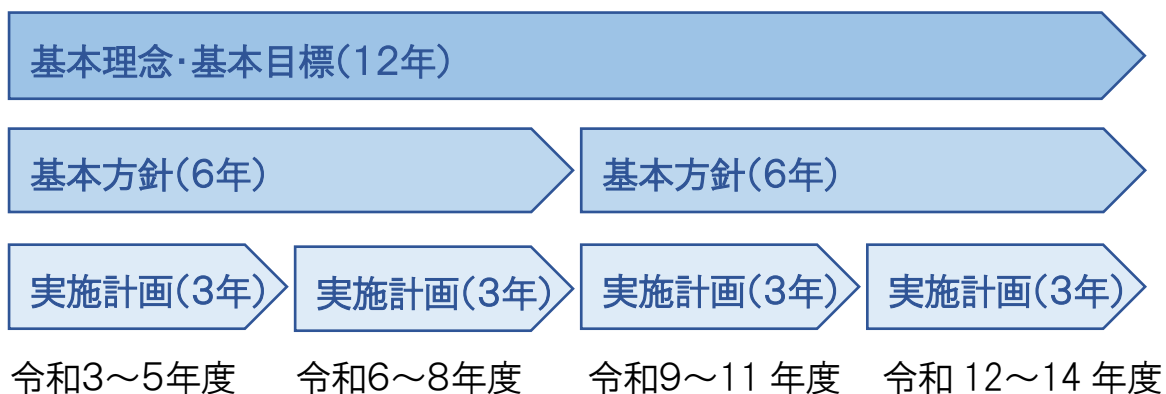 基本理念・基本目標(12年)
基本方針(6年) 基本方針(6年)
実施計画(3年) 実施計画(3年) 実施計画(3年) 実施計画(3年)
令和3～5年度 令和6～8年度 令和9～11 年度 令和 12～14 年度